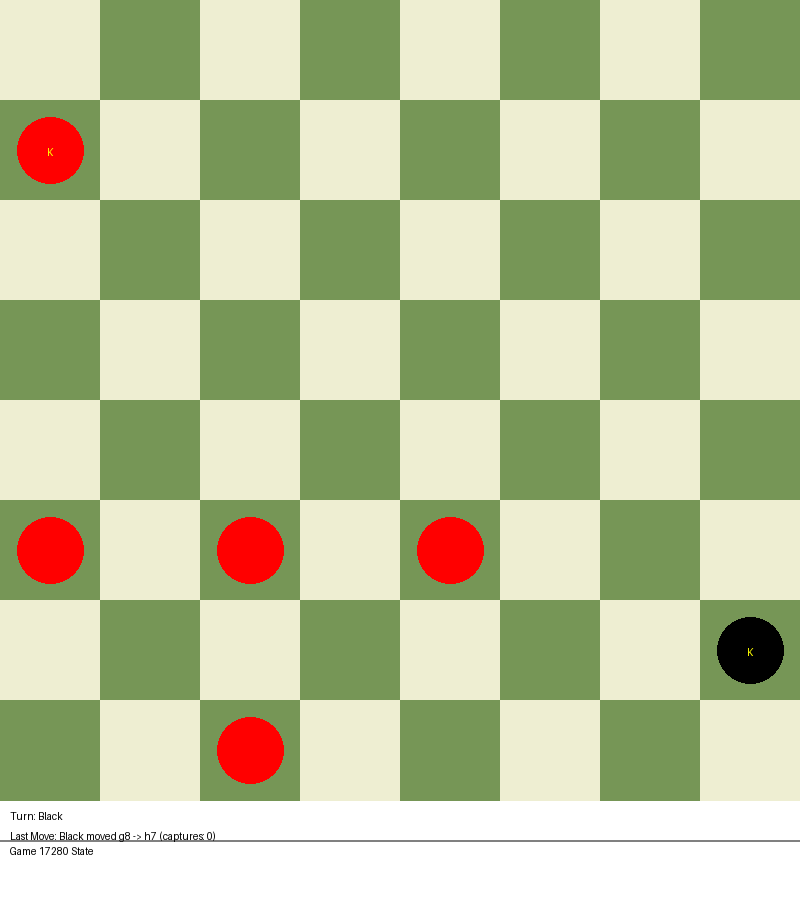 K
K
Turn: Black
Last Move: Black moved g8 -> h7 (captures: 0)
Game 17280 State